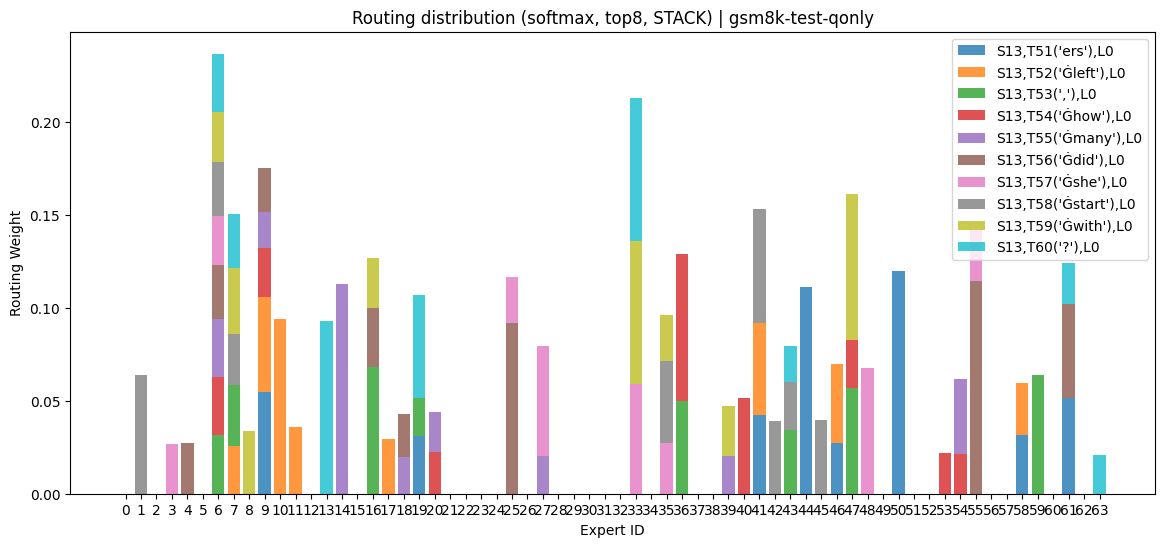 Routing distribution (softmax, top8, STACK) | gsm8k-test-qonly
Routing Weight
0.20
0.15
0.10
0.05
0.00
S13,T51('ers'),L0
S13,T52('Ġleft'),L0
S13,T53(','),L0
S13,T54('Ġhow'),L0
S13,T55('Ġmany'),L0
S13,T56('Ġdid'),L0
S13,T57('Ġshe'),L0
S13,T58('Ġstart'),L0
S13,T59('Ġwith'),L0
S13,T60('?'),L0
0 1 2 3 4 5 6 7 8 9 10 11 12 13 14 15 16 17 18 19 20 21 22 23 24 25 26 27 28 29 30 31 32 33 34 35 36 37 38 39 40 41 42 43 44 45 46 47 48 49 50 51 52 53 54 55 56 57 58 59 60 61 62 63
Expert ID